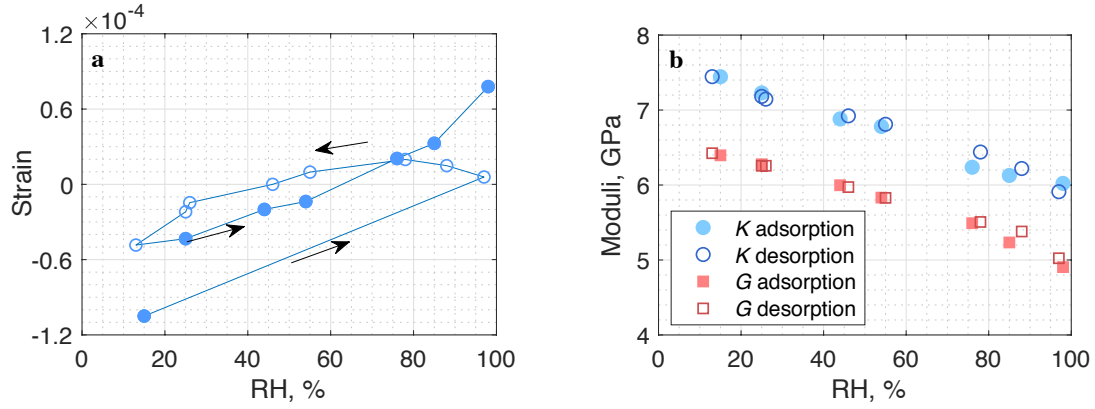 ×10⁻⁴
1.2
0.6
0
-0.6
-1.2
Strain
a
0 20 40 60 80 100
RH, %
8
7
6
5
4
Moduli, GPa
b
K adsorption
K desorption
G adsorption
G desorption
0 20 40 60 80 100
RH, %